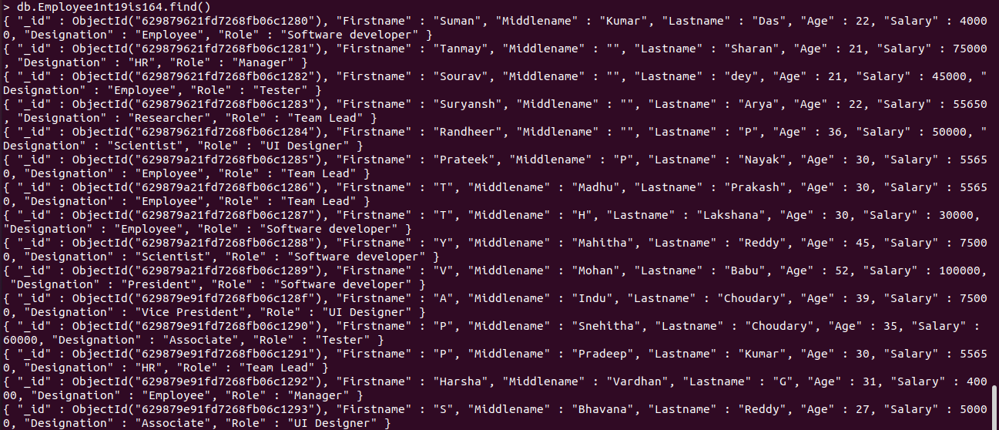 > db.Employee1nt19is164.find()
{ "_id" : ObjectId("629879621fd7268fb06c1280"), "Firstname" : "Suman", "Middlename" : "Kumar", "Lastname" : "Das", "Age" : 22, "Salary" : 4000
0, "Designation" : "Employee", "Role" : "Software developer" }
{ "_id" : ObjectId("629879621fd7268fb06c1281"), "Firstname" : "Tanmay", "Middlename" : "", "Lastname" : "Sharan", "Age" : 21, "Salary" : 75000
, "Designation" : "HR", "Role" : "Manager" }
{ "_id" : ObjectId("629879621fd7268fb06c1282"), "Firstname" : "Sourav", "Middlename" : "", "Lastname" : "dey", "Age" : 21, "Salary" : 45000, "
Designation" : "Employee", "Role" : "Tester" }
{ "_id" : ObjectId("629879621fd7268fb06c1283"), "Firstname" : "Suryansh", "Middlename" : "", "Lastname" : "Arya", "Age" : 22, "Salary" : 55650
, "Designation" : "Researcher", "Role" : "Team Lead" }
{ "_id" : ObjectId("629879621fd7268fb06c1284"), "Firstname" : "Randheer", "Middlename" : "", "Lastname" : "P", "Age" : 36, "Salary" : 50000, "
Designation" : "Scientist", "Role" : "UI Designer" }
{ "_id" : ObjectId("629879a21fd7268fb06c1285"), "Firstname" : "Prateek", "Middlename" : "P", "Lastname" : "Nayak", "Age" : 30, "Salary" : 5565
0, "Designation" : "Employee", "Role" : "Team Lead" }
{ "_id" : ObjectId("629879a21fd7268fb06c1286"), "Firstname" : "T", "Middlename" : "Madhu", "Lastname" : "Prakash", "Age" : 30, "Salary" : 5565
0, "Designation" : "Employee", "Role" : "Team Lead" }
{ "_id" : ObjectId("629879a21fd7268fb06c1287"), "Firstname" : "T", "Middlename" : "H", "Lastname" : "Lakshana", "Age" : 30, "Salary" : 30000,
"Designation" : "Employee", "Role" : "Software developer" }
{ "_id" : ObjectId("629879a21fd7268fb06c1288"), "Firstname" : "Y", "Middlename" : "Mahitha", "Lastname" : "Reddy", "Age" : 45, "Salary" : 7500
0, "Designation" : "Scientist", "Role" : "Software developer" }
{ "_id" : ObjectId("629879a21fd7268fb06c1289"), "Firstname" : "V", "Middlename" : "Mohan", "Lastname" : "Babu", "Age" : 52, "Salary" : 100000,
"Designation" : "President", "Role" : "Software developer" }
{ "_id" : ObjectId("629879e91fd7268fb06c128f"), "Firstname" : "A", "Middlename" : "Indu", "Lastname" : "Choudary", "Age" : 39, "Salary" : 7500
0, "Designation" : "Vice President", "Role" : "UI Designer" }
{ "_id" : ObjectId("629879e91fd7268fb06c1290"), "Firstname" : "P", "Middlename" : "Snehitha", "Lastname" : "Choudary", "Age" : 35, "Salary" :
60000, "Designation" : "Associate", "Role" : "Tester" }
{ "_id" : ObjectId("629879e91fd7268fb06c1291"), "Firstname" : "P", "Middlename" : "Pradeep", "Lastname" : "Kumar", "Age" : 30, "Salary" : 5565
0, "Designation" : "HR", "Role" : "Team Lead" }
{ "_id" : ObjectId("629879e91fd7268fb06c1292"), "Firstname" : "Harsha", "Middlename" : "Vardhan", "Lastname" : "G", "Age" : 31, "Salary" : 400
00, "Designation" : "Employee", "Role" : "Manager" }
{ "_id" : ObjectId("629879e91fd7268fb06c1293"), "Firstname" : "S", "Middlename" : "Bhavana", "Lastname" : "Reddy", "Age" : 27, "Salary" : 5000
0, "Designation" : "Associate", "Role" : "UI Designer" }